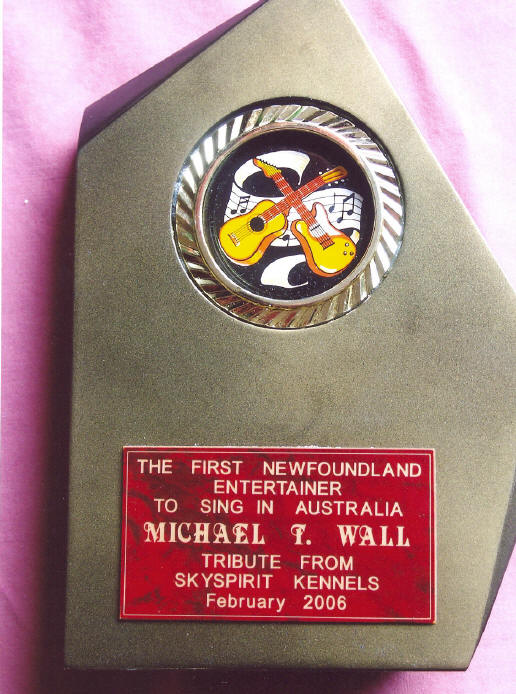 THE FIRST NEWFOUNDLAND
ENTERTAINER
TO SING IN AUSTRALIA
MICHAEL T. WALL
TRIBUTE FROM
SKYSPIRIT KENNELS
February 2006